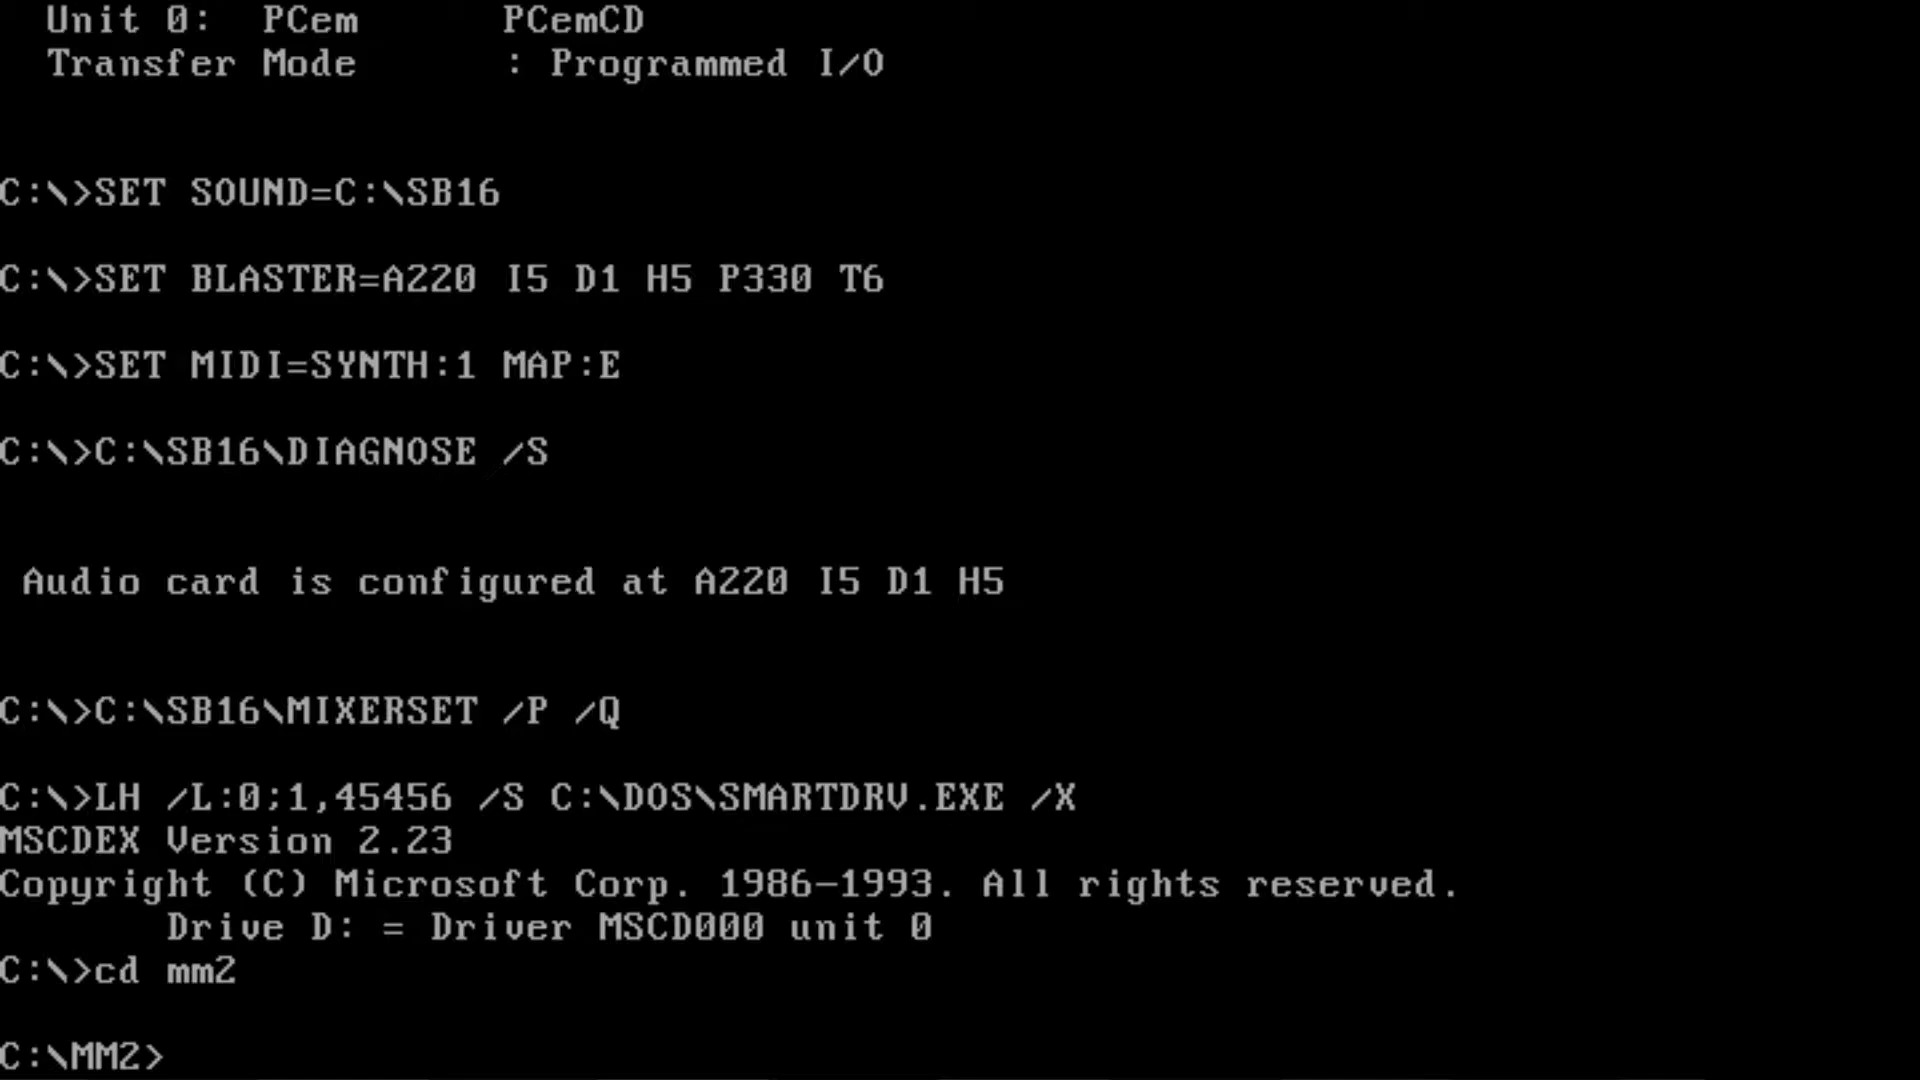 Unit 0: PCem PCemCD
Transfer Mode : Programmed I/O
C:\>SET SOUND=C:\SB16
C:\>SET BLASTER=A220 I5 D1 H5 P330 T6
C:\>SET MIDI=SYNTH:1 MAP:E
C:\>C:\SB16\DIAGNOSE /S
Audio card is configured at A220 I5 D1 H5
C:\>C:\SB16\MIXERSET /P /Q
C:\>LH /L:0;1,45456 /S C:\DOS\SMARTDRV.EXE /X
MSCDEX Version 2.23
Copyright (C) Microsoft Corp. 1986-1993. All rights reserved.
Drive D: = Driver MSCD000 unit 0
C:\>cd mm2
C:\MM2>